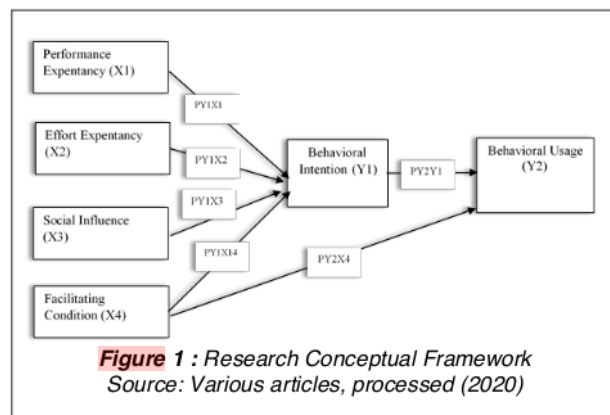 Performance
Expentancy (X1)
PY1X1
Effort Expentancy
(X2)
PY1X2
Behavioral
Intention (Y1)
PY2Y1
Behavioral Usage
(Y2)
PY1X3
Social Influence
(X3)
PY1X14
PY2X4
Facilitating
Condition (X4)
Figure 1 : Research Conceptual Framework
Source: Various articles, processed (2020)